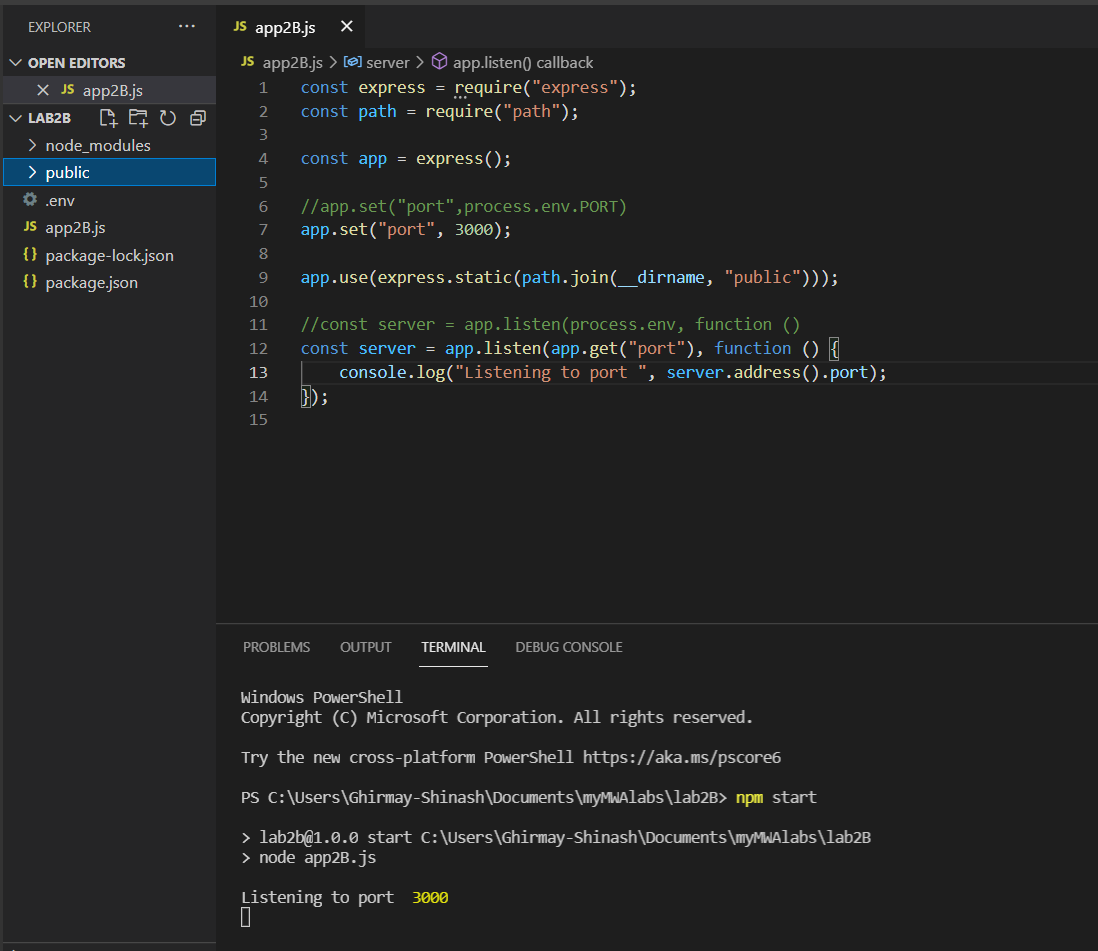 EXPLORER
OPEN EDITORS
JS app2B.js
LAB2B
node_modules
public
.env
JS app2B.js
{} package-lock.json
{} package.json
JS app2B.js
JS app2B.js > server > app.listen() callback
1 const express = require("express");
2 const path = require("path");
3
4 const app = express();
5
6 //app.set("port",process.env.PORT)
7 app.set("port", 3000);
8
9 app.use(express.static(path.join(__dirname, "public")));
10
11 //const server = app.listen(process.env, function ()
12 const server = app.listen(app.get("port"), function () {
13 console.log("Listening to port ", server.address().port);
14 });
15
PROBLEMS OUTPUT TERMINAL DEBUG CONSOLE
Windows PowerShell
Copyright (C) Microsoft Corporation. All rights reserved.
Try the new cross-platform PowerShell https://aka.ms/pscore6
PS C:\Users\Ghirmay-Shinash\Documents\myMWAlabs\lab2B> npm start
> lab2b@1.0.0 start C:\Users\Ghirmay-Shinash\Documents\myMWAlabs\lab2B
> node app2B.js
Listening to port  3000